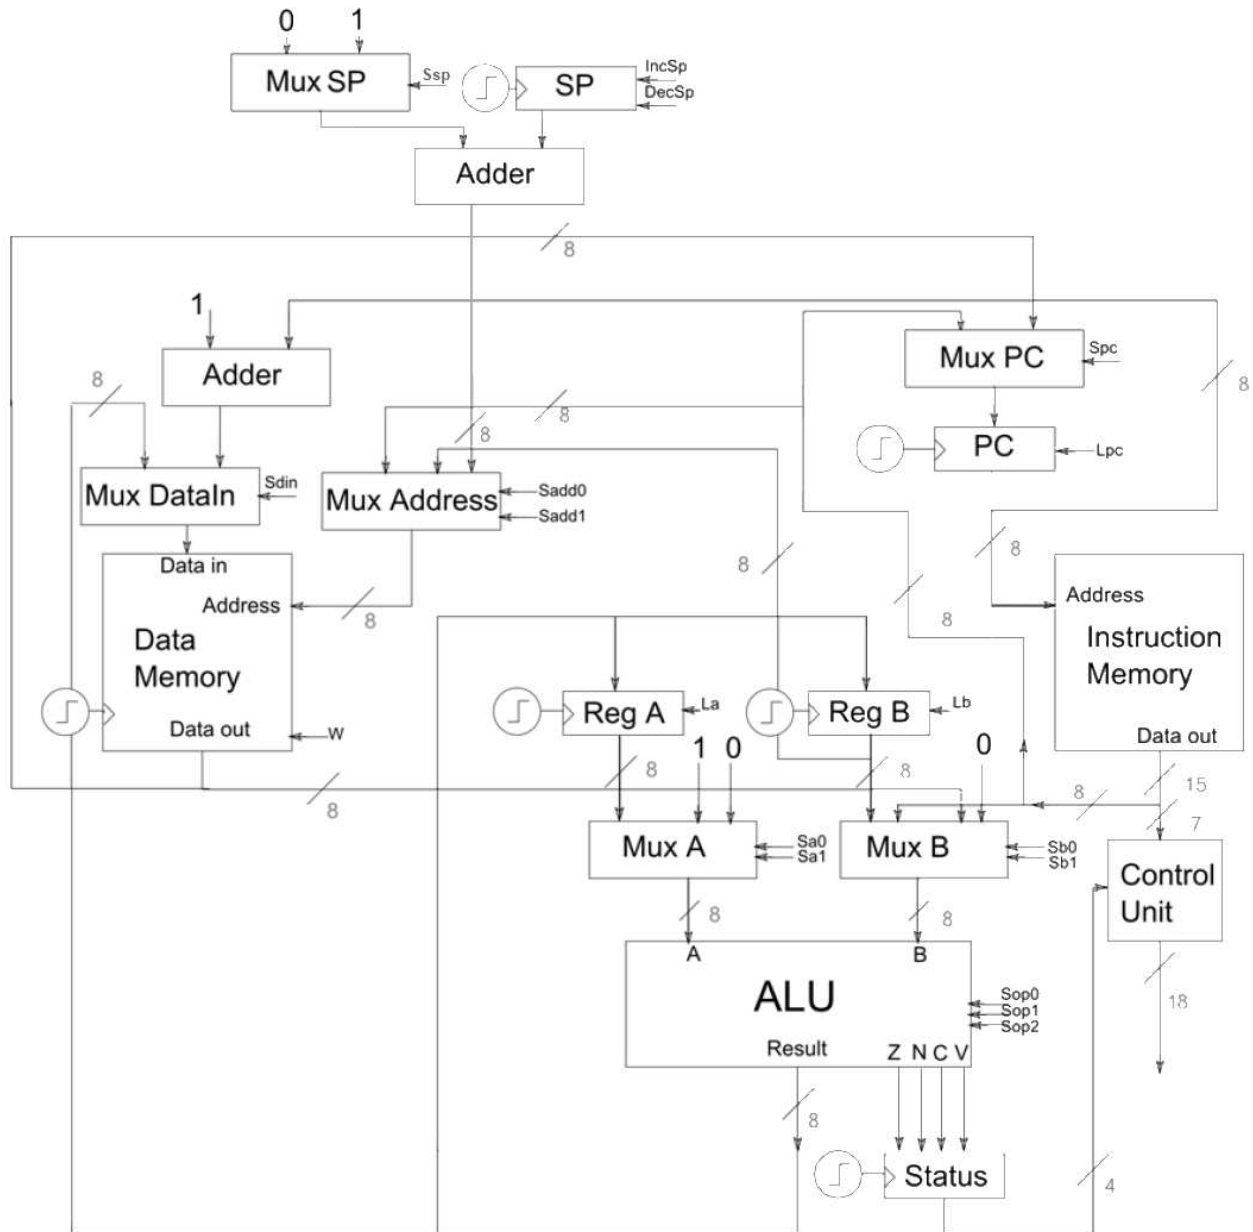 0 1
Mux SP
Ssp
SP
IncSp
DecSp
Adder
8
1
Adder
8
Mux PC
Spc
8
8
8
PC
Lpc
Mux DataIn
Sdin
Mux Address
Sadd0
Sadd1
8
8
Data in
Address
Data
Memory
Data out
W
8
8
Address
Instruction
Memory
Data out
8
Reg A
La
Reg B
Lb
1 0
0
8
8
8
15
8
7
Mux A
Sa0
Sa1
Mux B
Sb0
Sb1
Control
Unit
8
8
18
A
B
ALU
Sop0
Sop1
Sop2
Result
Z N C V
8
Status
4